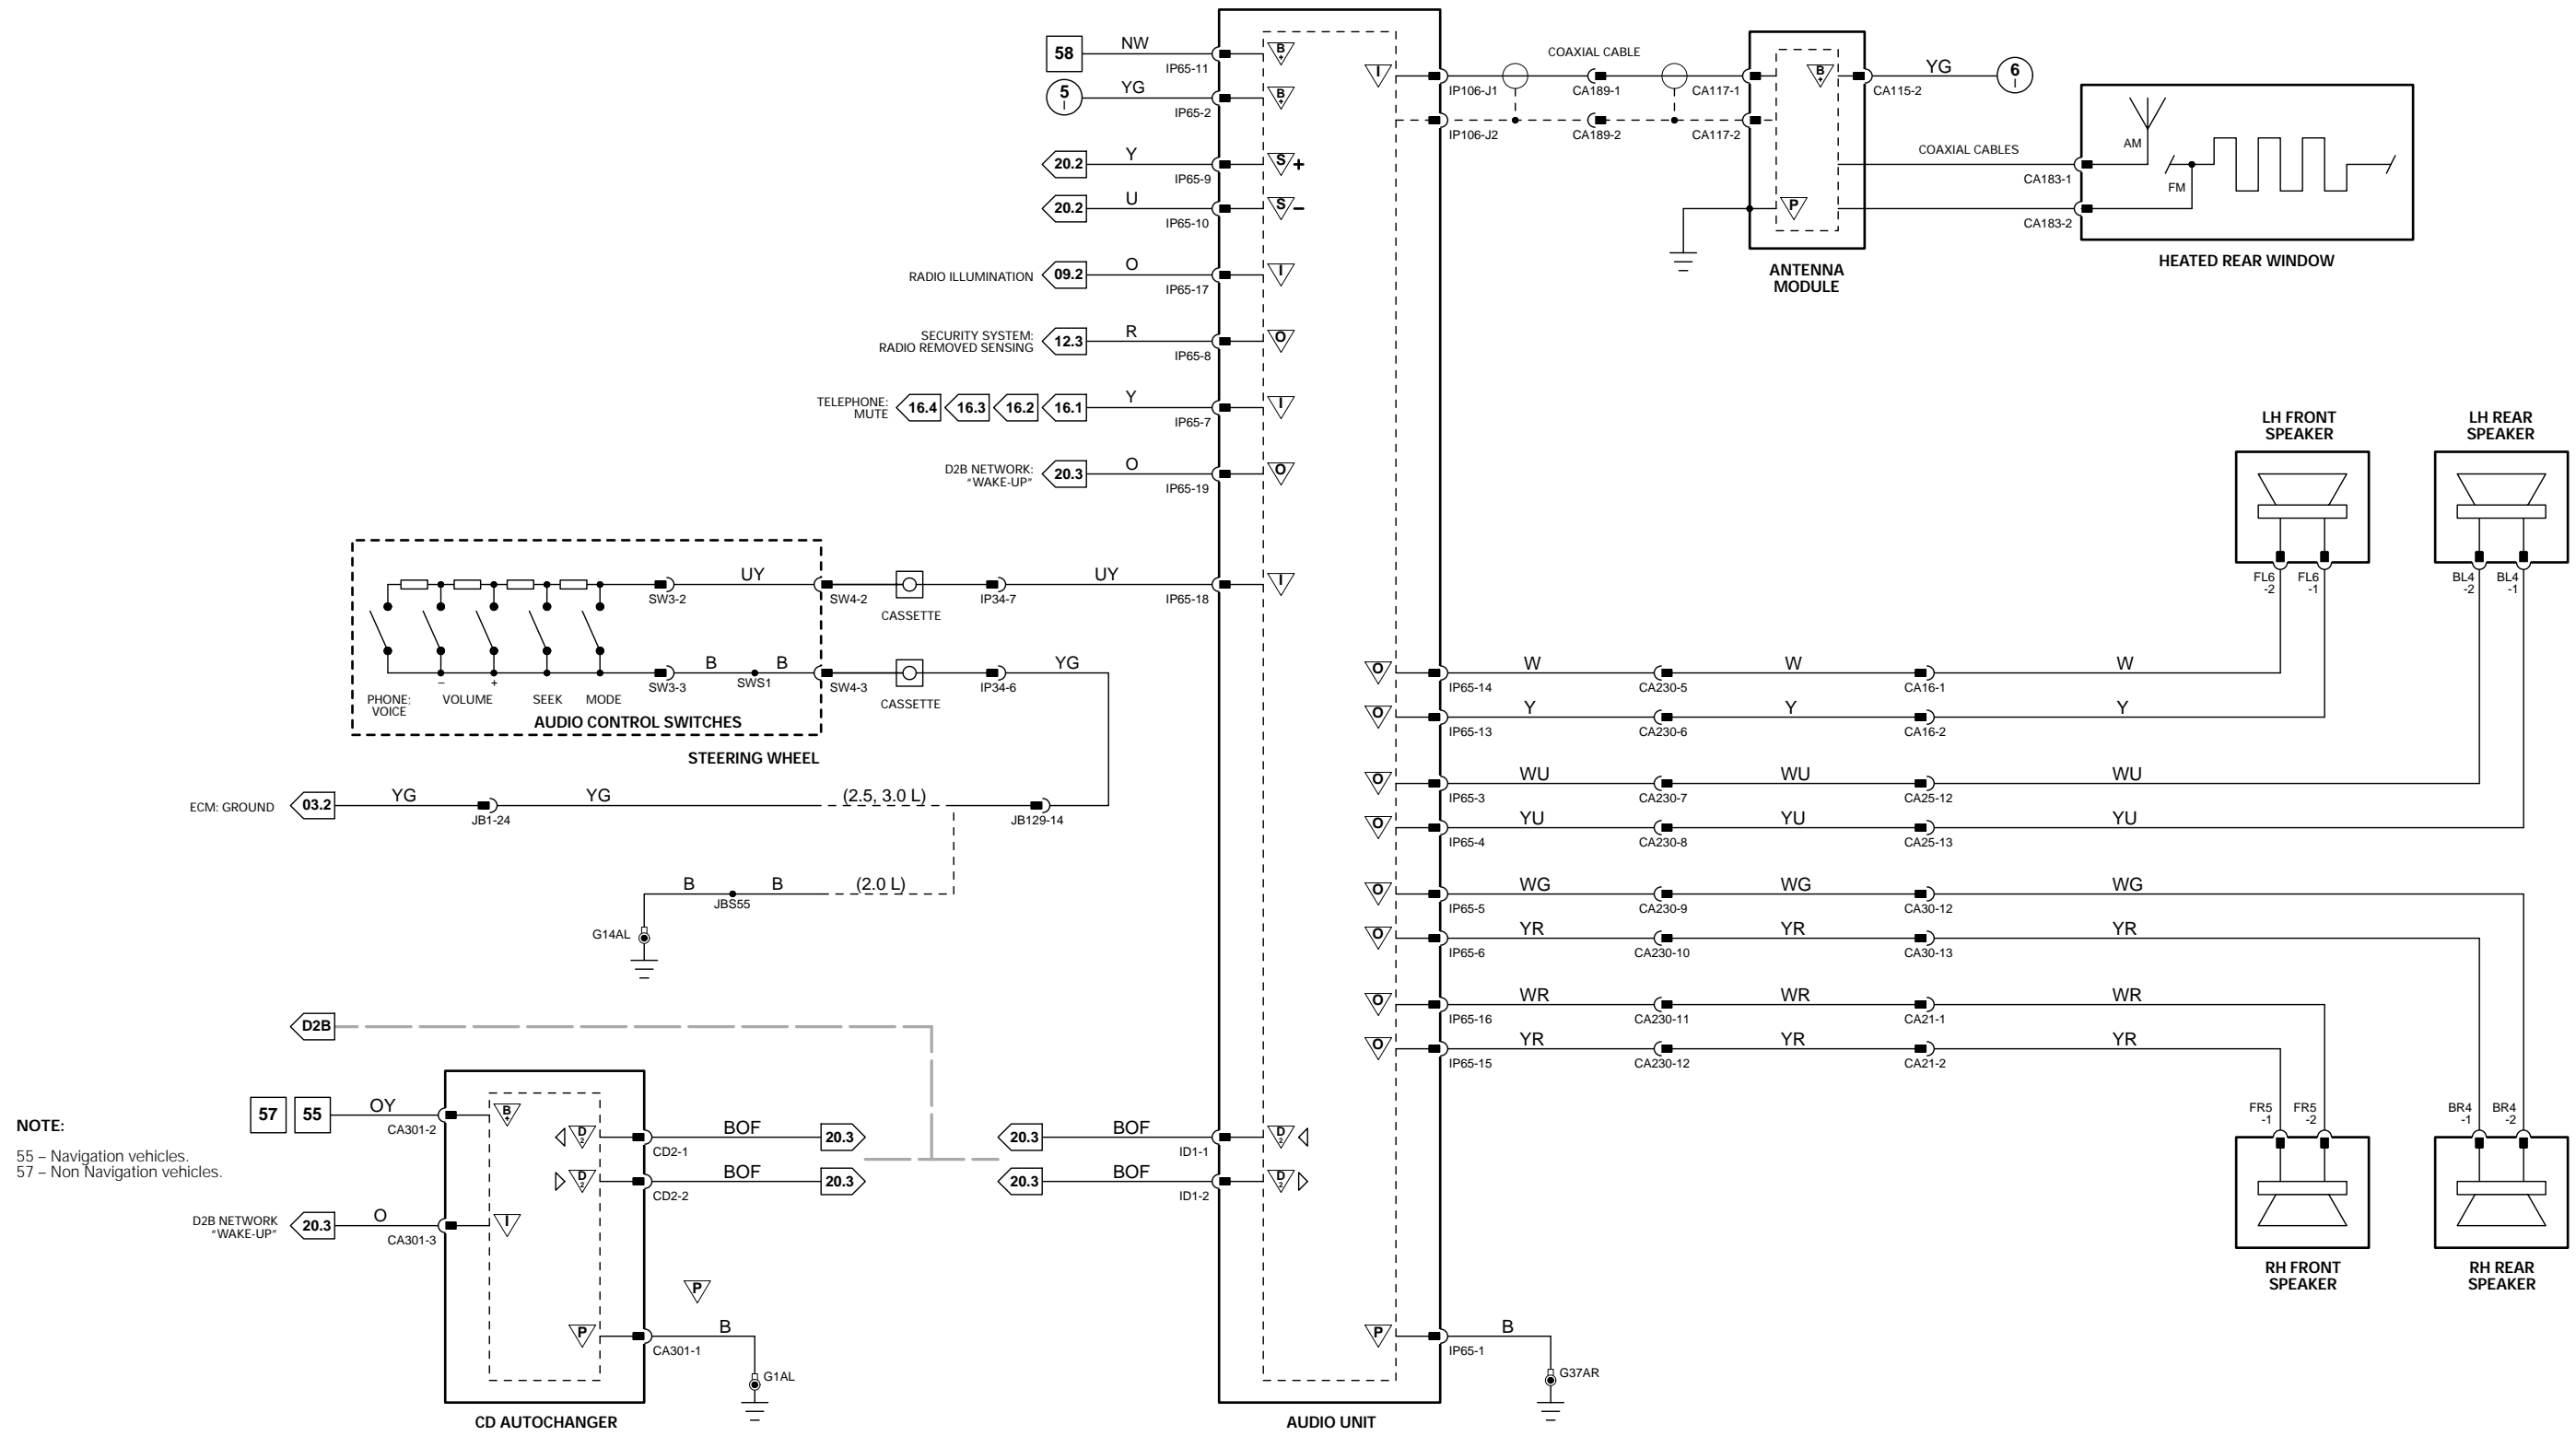 58
NW
IP65-11
B+
5
I
YG
IP65-2
B+
20.2
Y
IP65-9
S +
20.2
U
IP65-10
S –
RADIO ILLUMINATION
09.2
O
IP65-17
I
SECURITY SYSTEM:
RADIO REMOVED SENSING
12.3
R
IP65-8
O
TELEPHONE:
MUTE
16.4
16.3
16.2
16.1
Y
IP65-7
I
D2B NETWORK:
"WAKE-UP"
20.3
O
IP65-19
O
I
IP106-J1
COAXIAL CABLE
CA189-1
CA117-1
IP106-J2
CA189-2
CA117-2
B+
CA115-2
YG
6
I
P
ANTENNA
MODULE
COAXIAL CABLES
CA183-1
CA183-2
AM
FM
HEATED REAR WINDOW
SW3-2
UY
SW4-2
CASSETTE
IP34-7
UY
IP65-18
I
SW3-3
B
SWS1
B
SW4-3
CASSETTE
IP34-6
YG
–
+
PHONE;
VOICE
VOLUME
SEEK
MODE
AUDIO CONTROL SWITCHES
STEERING WHEEL
ECM: GROUND
03.2
YG
JB1-24
YG
(2.5, 3.0 L)
JB129-14
B
JBS55
B
(2.0 L)
G14AL
LH FRONT
SPEAKER
FL6
-2
FL6
-1
LH REAR
SPEAKER
BL4
-2
BL4
-1
O
IP65-14
W
CA230-5
W
CA16-1
W
O
IP65-13
Y
CA230-6
Y
CA16-2
Y
O
IP65-3
WU
CA230-7
WU
CA25-12
WU
O
IP65-4
YU
CA230-8
YU
CA25-13
YU
O
IP65-5
WG
CA230-9
WG
CA30-12
WG
O
IP65-6
YR
CA230-10
YR
CA30-13
YR
O
IP65-16
WR
CA230-11
WR
CA21-1
WR
O
IP65-15
YR
CA230-12
YR
CA21-2
YR
FR5
-1
FR5
-2
RH FRONT
SPEAKER
BR4
-1
BR4
-2
RH REAR
SPEAKER
D2B
NOTE:
55 – Navigation vehicles.
57 – Non Navigation vehicles.
57
55
OY
CA301-2
B+
D2
CD2-1
BOF
20.3
D2
CD2-2
BOF
20.3
20.3
BOF
ID1-1
D2
20.3
BOF
ID1-2
D2
D2B NETWORK
"WAKE-UP"
20.3
O
CA301-3
I
P
P
CA301-1
B
G1AL
CD AUTOCHANGER
P
IP65-1
B
G37AR
AUDIO UNIT